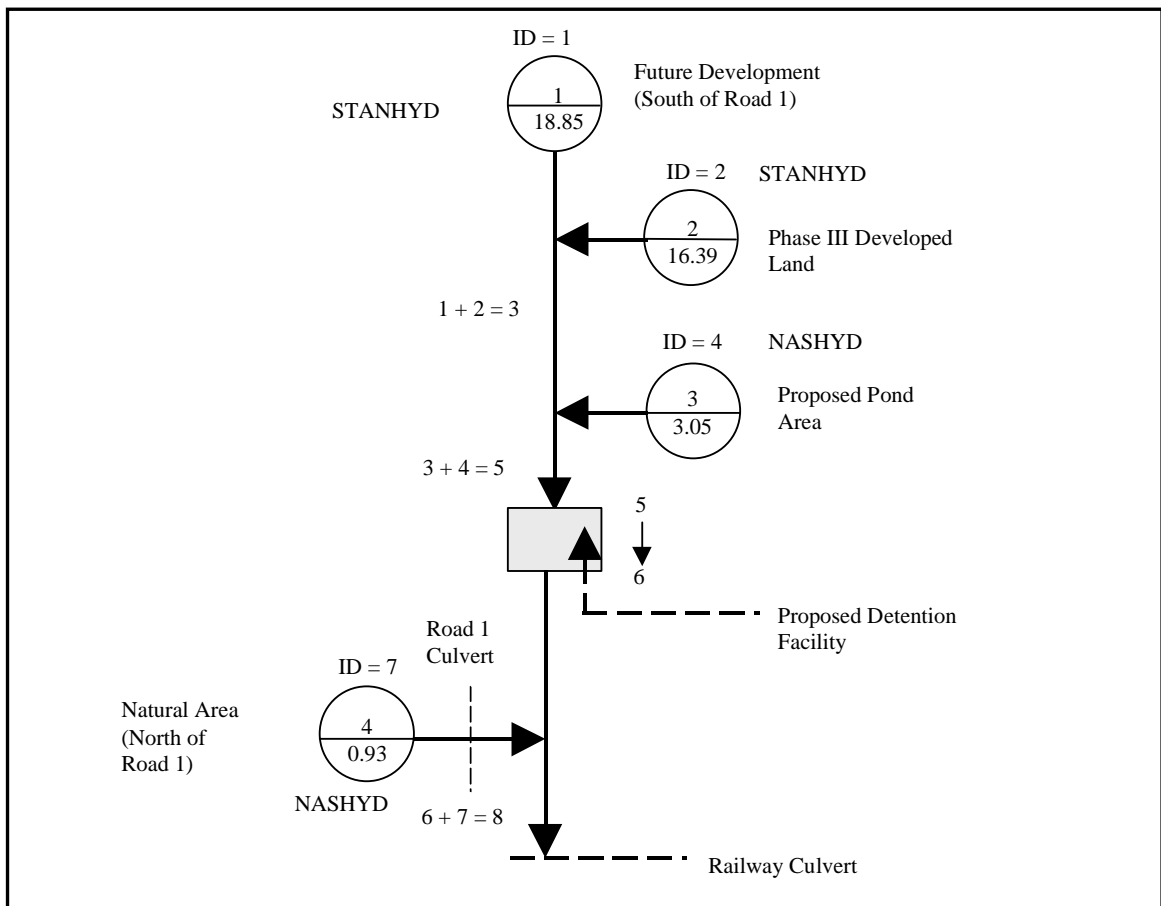 ID = 1
Future Development
(South of Road 1)
STANHYD
1
18.85
ID = 2
STANHYD
2
16.39
Phase III Developed
Land
1 + 2 = 3
ID = 4
NASHYD
3
3.05
Proposed Pond
Area
3 + 4 = 5
5
6
Proposed Detention
Facility
Road 1
Culvert
ID = 7
Natural Area
(North of
Road 1)
4
0.93
NASHYD
6 + 7 = 8
Railway Culvert